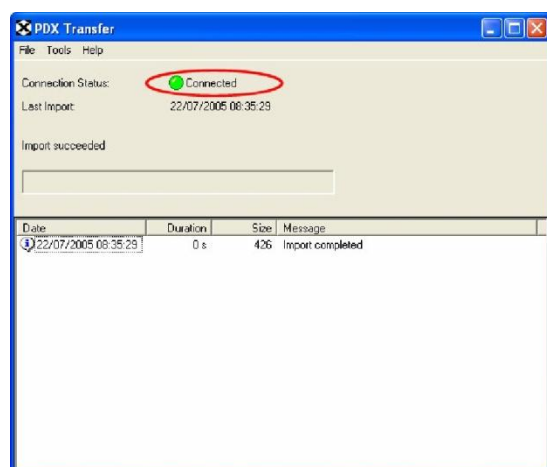 PDX Transfer
File Tools Help
Connection Status: Connected
Last Import 22/07/2005 08:35:29
Import succeeded
Date Duration Size Message
22/07/2005 08:35:29 0 s 426 Import completed